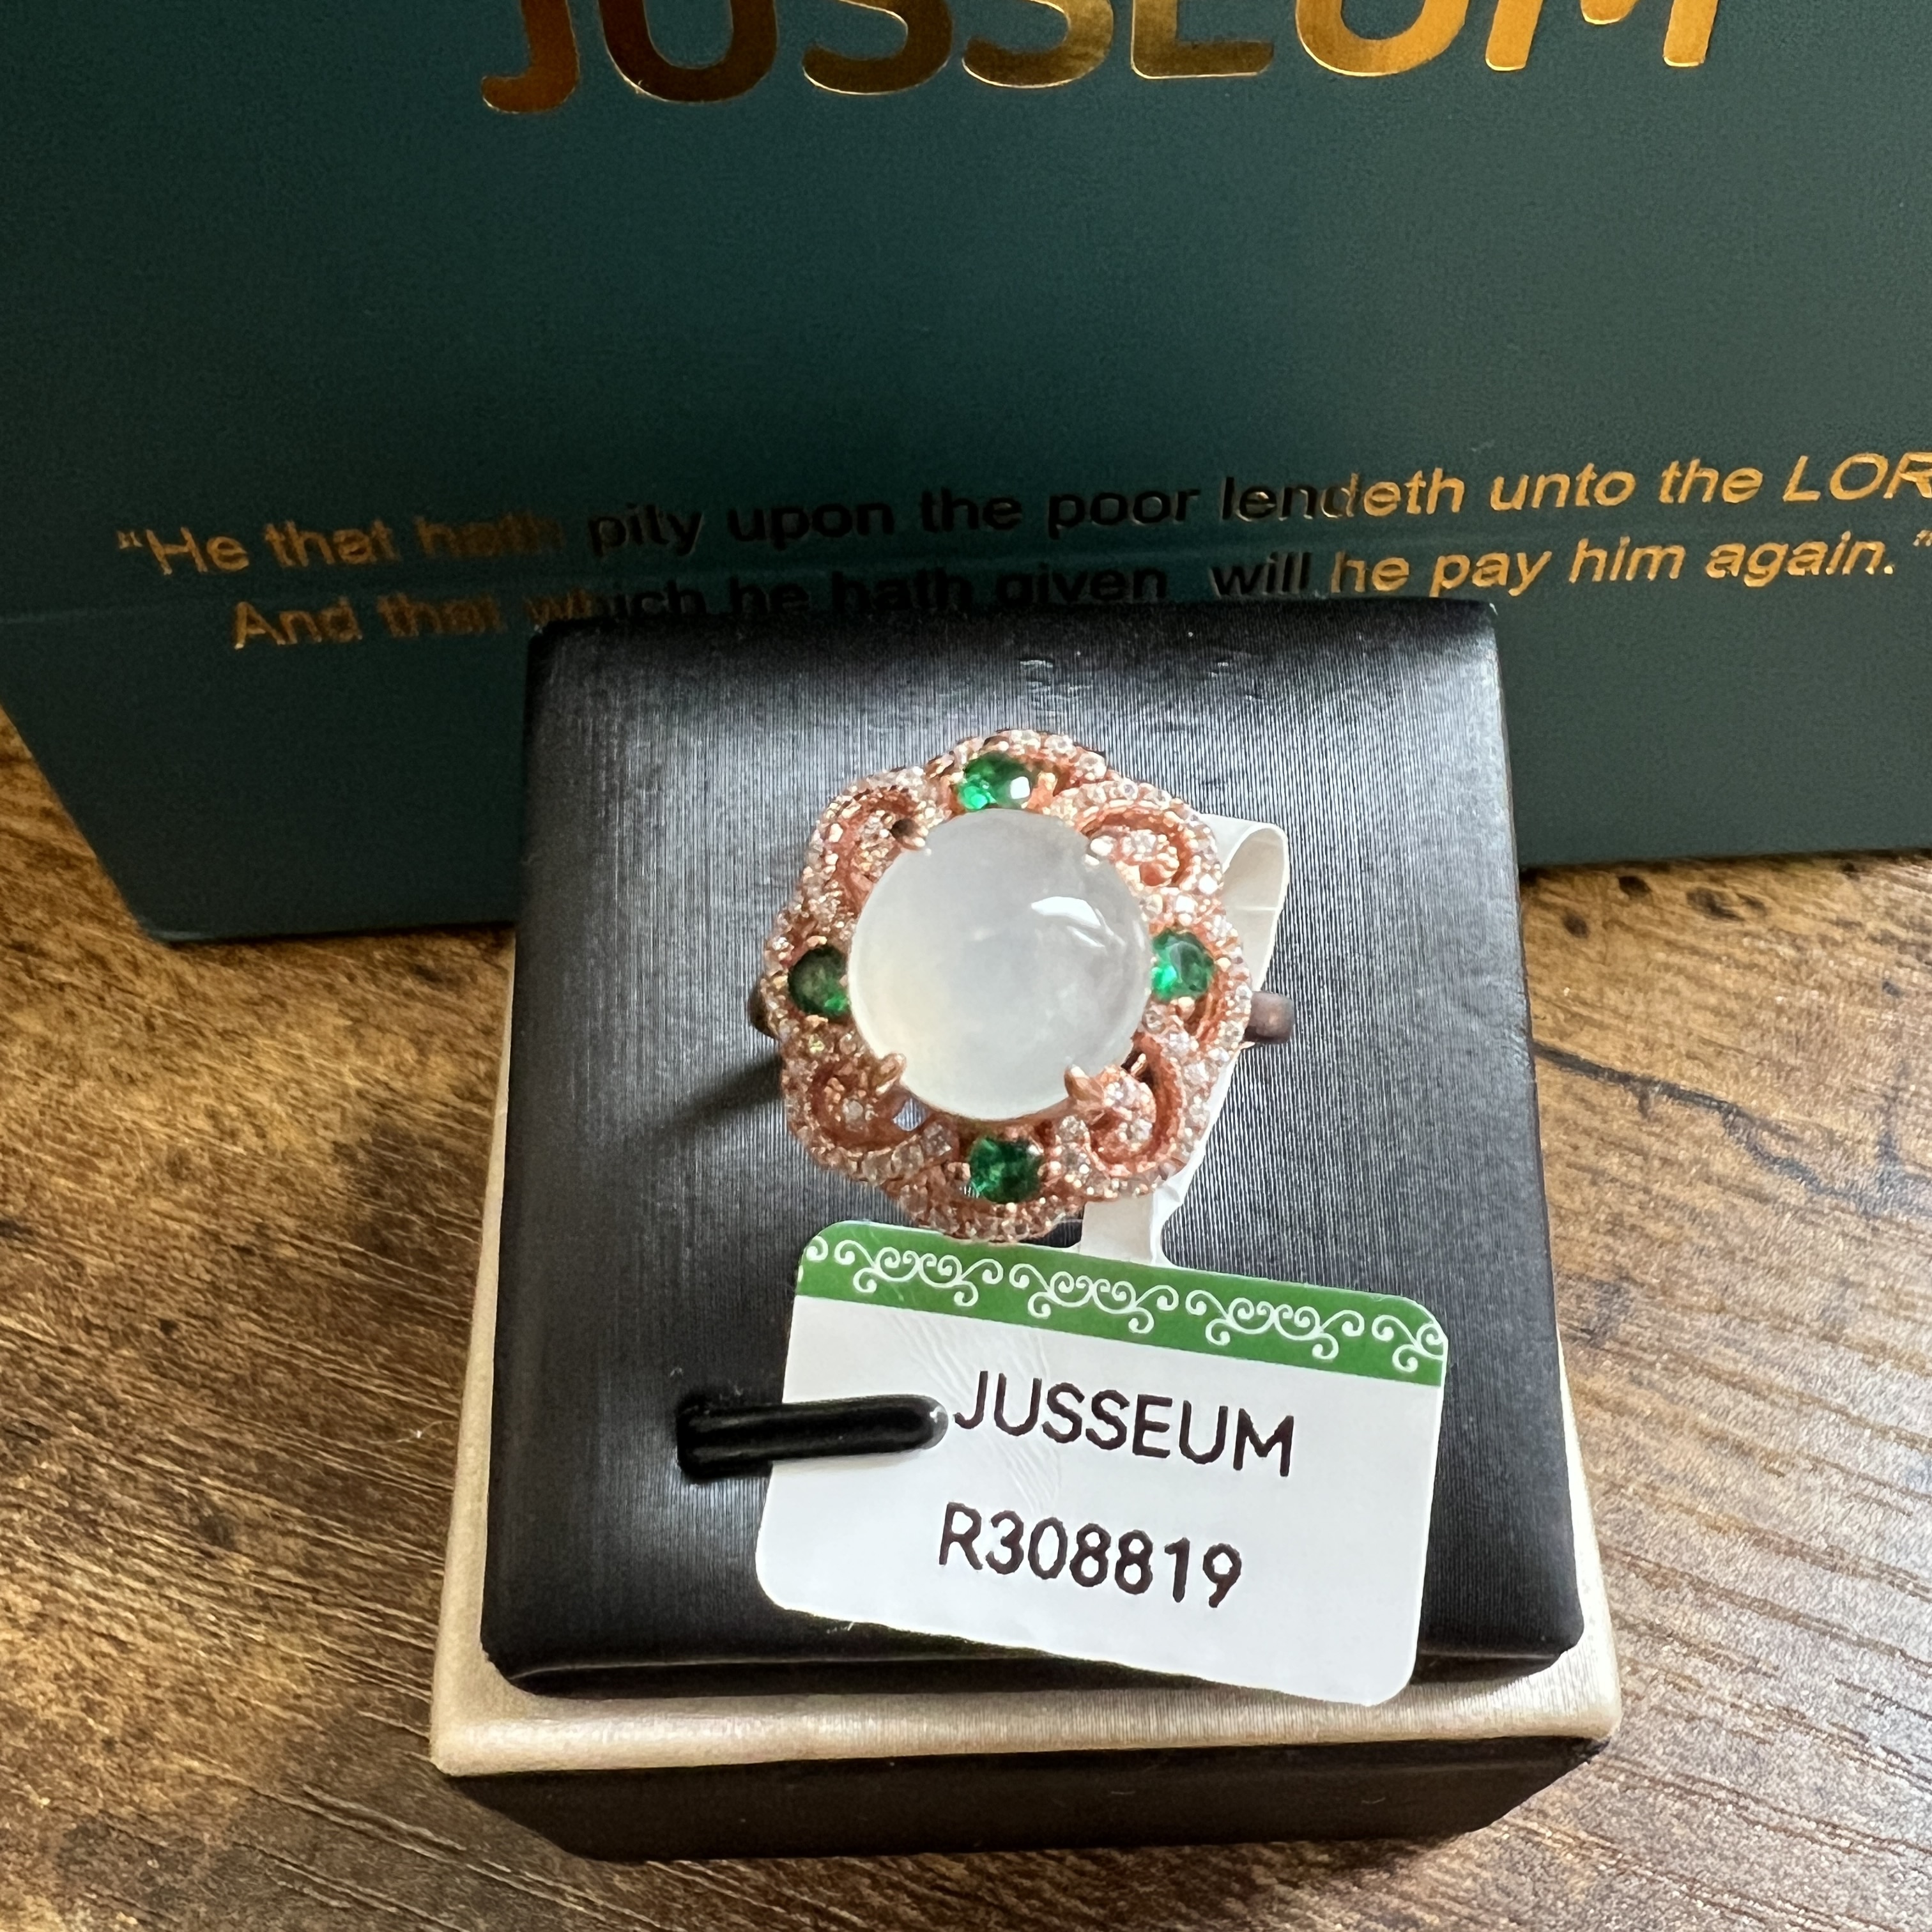 JUSSEUM
"He that hath pity upon the poor lendeth unto the LOR
And that which he hath given will he pay him again."
JUSSEUM
R308819